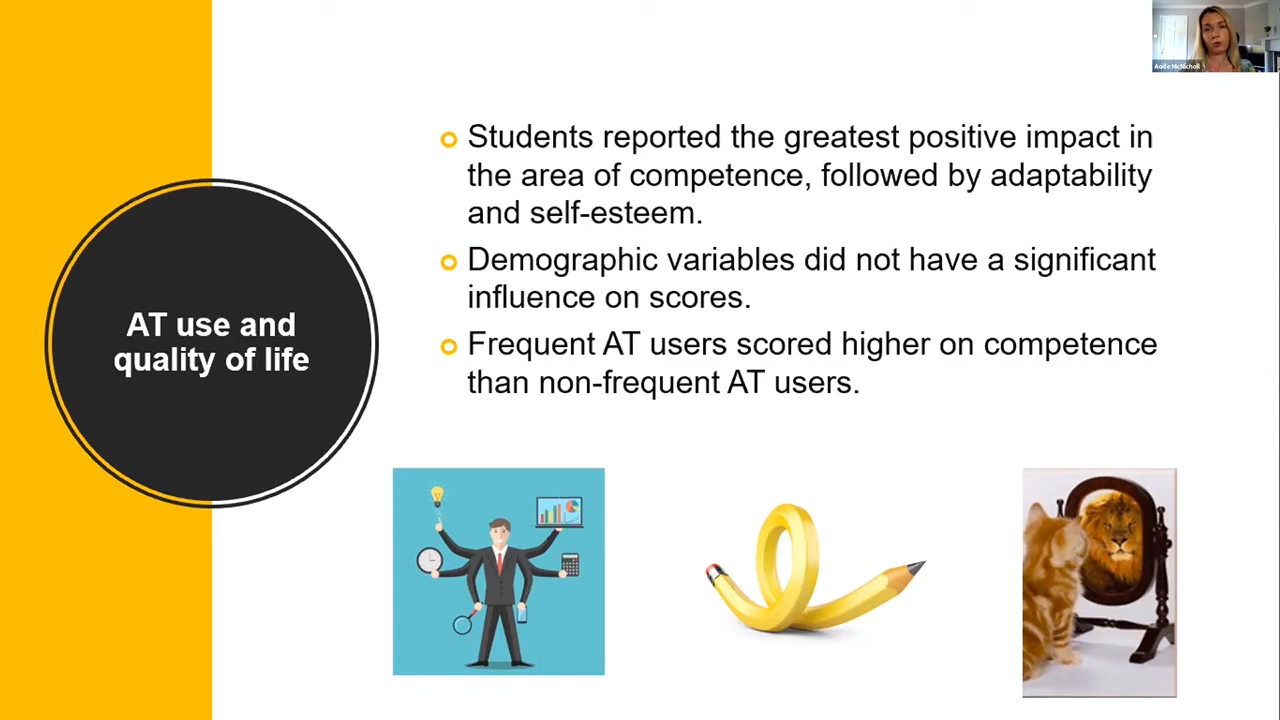 Aoife McNicholl
Students reported the greatest positive impact in
the area of competence, followed by adaptability
and self-esteem.
Demographic variables did not have a significant
influence on scores.
Frequent AT users scored higher on competence
than non-frequent AT users.
AT use and
quality of life